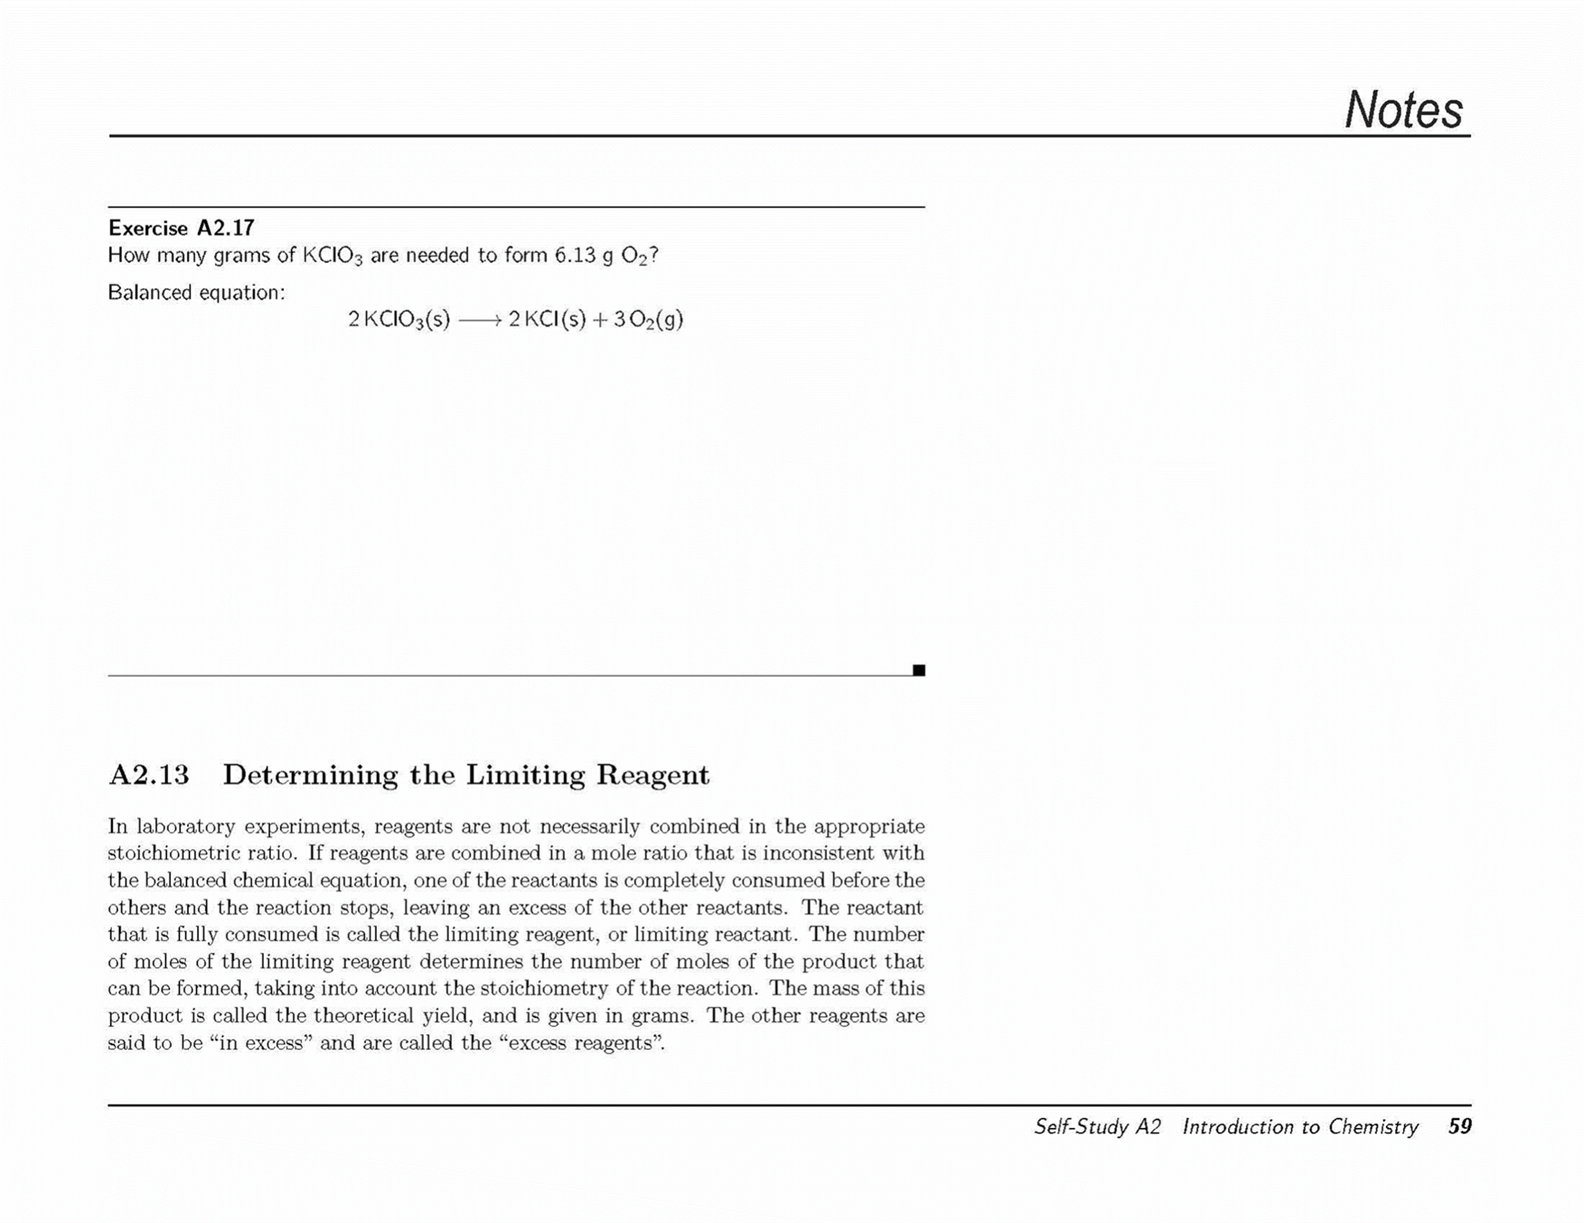 Notes
Exercise A2.17
How many grams of KClO3 are needed to form 6.13 g O2?
Balanced equation:
2 KClO3(s) ⟶ 2 KCl(s) + 3 O2(g)
A2.13 Determining the Limiting Reagent
In laboratory experiments, reagents are not necessarily combined in the appropriate
stoichiometric ratio. If reagents are combined in a mole ratio that is inconsistent with
the balanced chemical equation, one of the reactants is completely consumed before the
others and the reaction stops, leaving an excess of the other reactants. The reactant
that is fully consumed is called the limiting reagent, or limiting reactant. The number
of moles of the limiting reagent determines the number of moles of the product that
can be formed, taking into account the stoichiometry of the reaction. The mass of this
product is called the theoretical yield, and is given in grams. The other reagents are
said to be “in excess” and are called the “excess reagents”.
Self-Study A2 Introduction to Chemistry 59